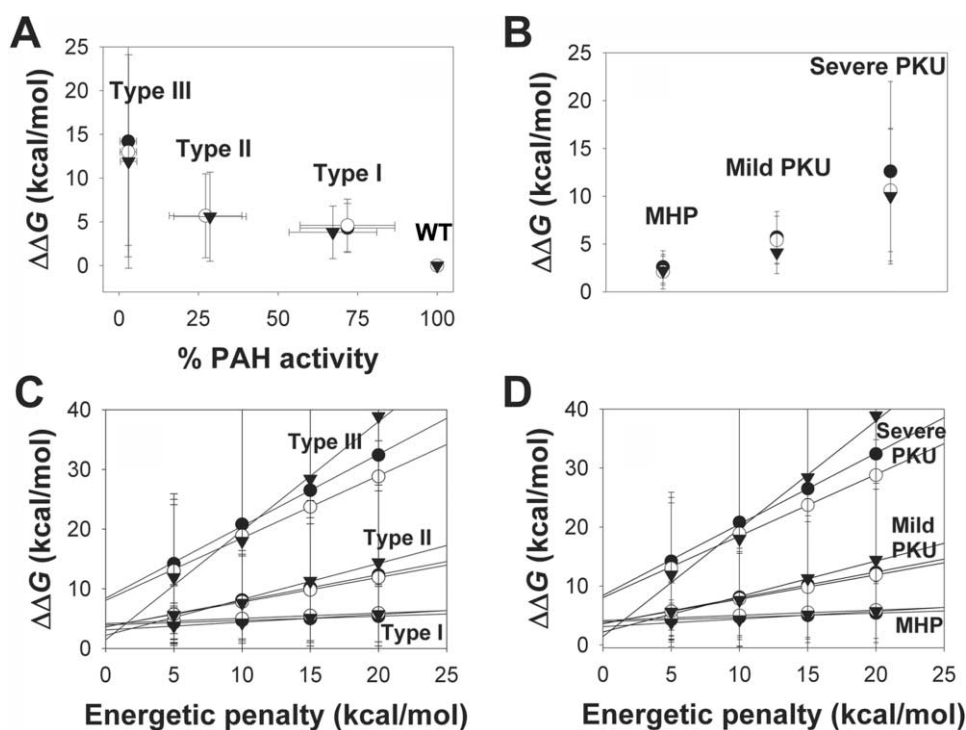 A
ΔΔG (kcal/mol)
25
20
15
10
5
0
Type III
Type II
Type I
WT
0 25 50 75 100
% PAH activity
B
ΔΔG (kcal/mol)
25
20
15
10
5
0
Severe PKU
Mild PKU
MHP
C
ΔΔG (kcal/mol)
40
30
20
10
0
Type III
Type II
Type I
0 5 10 15 20 25
Energetic penalty (kcal/mol)
D
ΔΔG (kcal/mol)
40
30
20
10
0
Severe
PKU
Mild
PKU
MHP
0 5 10 15 20 25
Energetic penalty (kcal/mol)